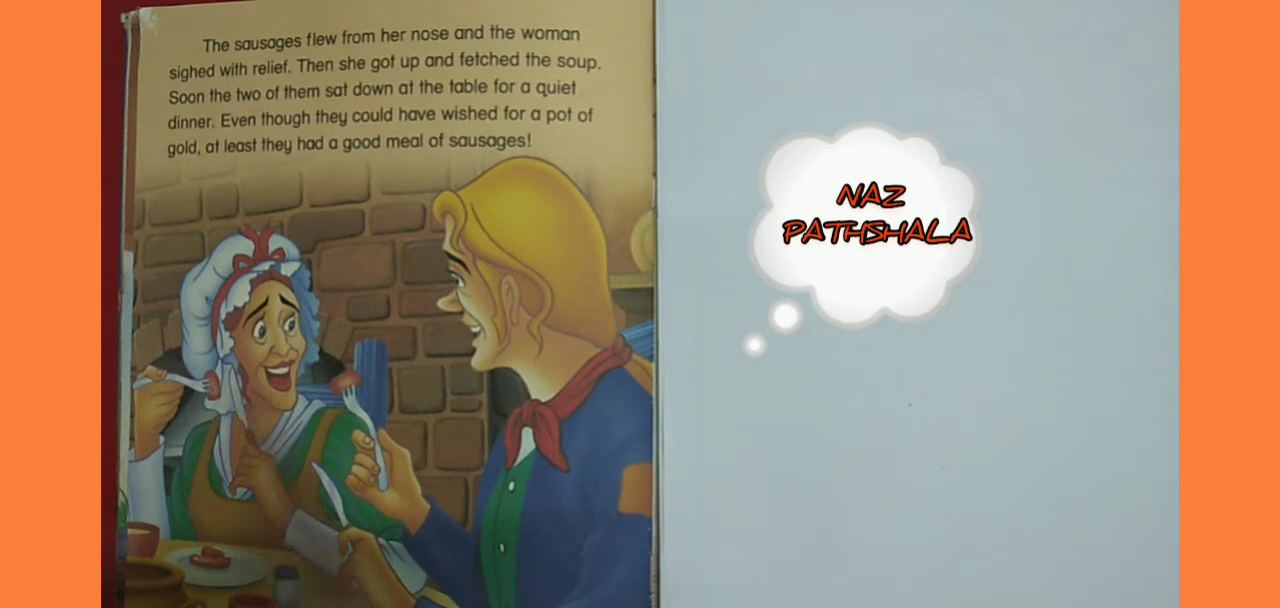 The sausages flew from her nose and the woman
sighed with relief. Then she got up and fetched the soup.
Soon the two of them sat down at the table for a quiet
dinner. Even though they could have wished for a pot of
gold, at least they had a good meal of sausages!
NAZ
PATHSHALA